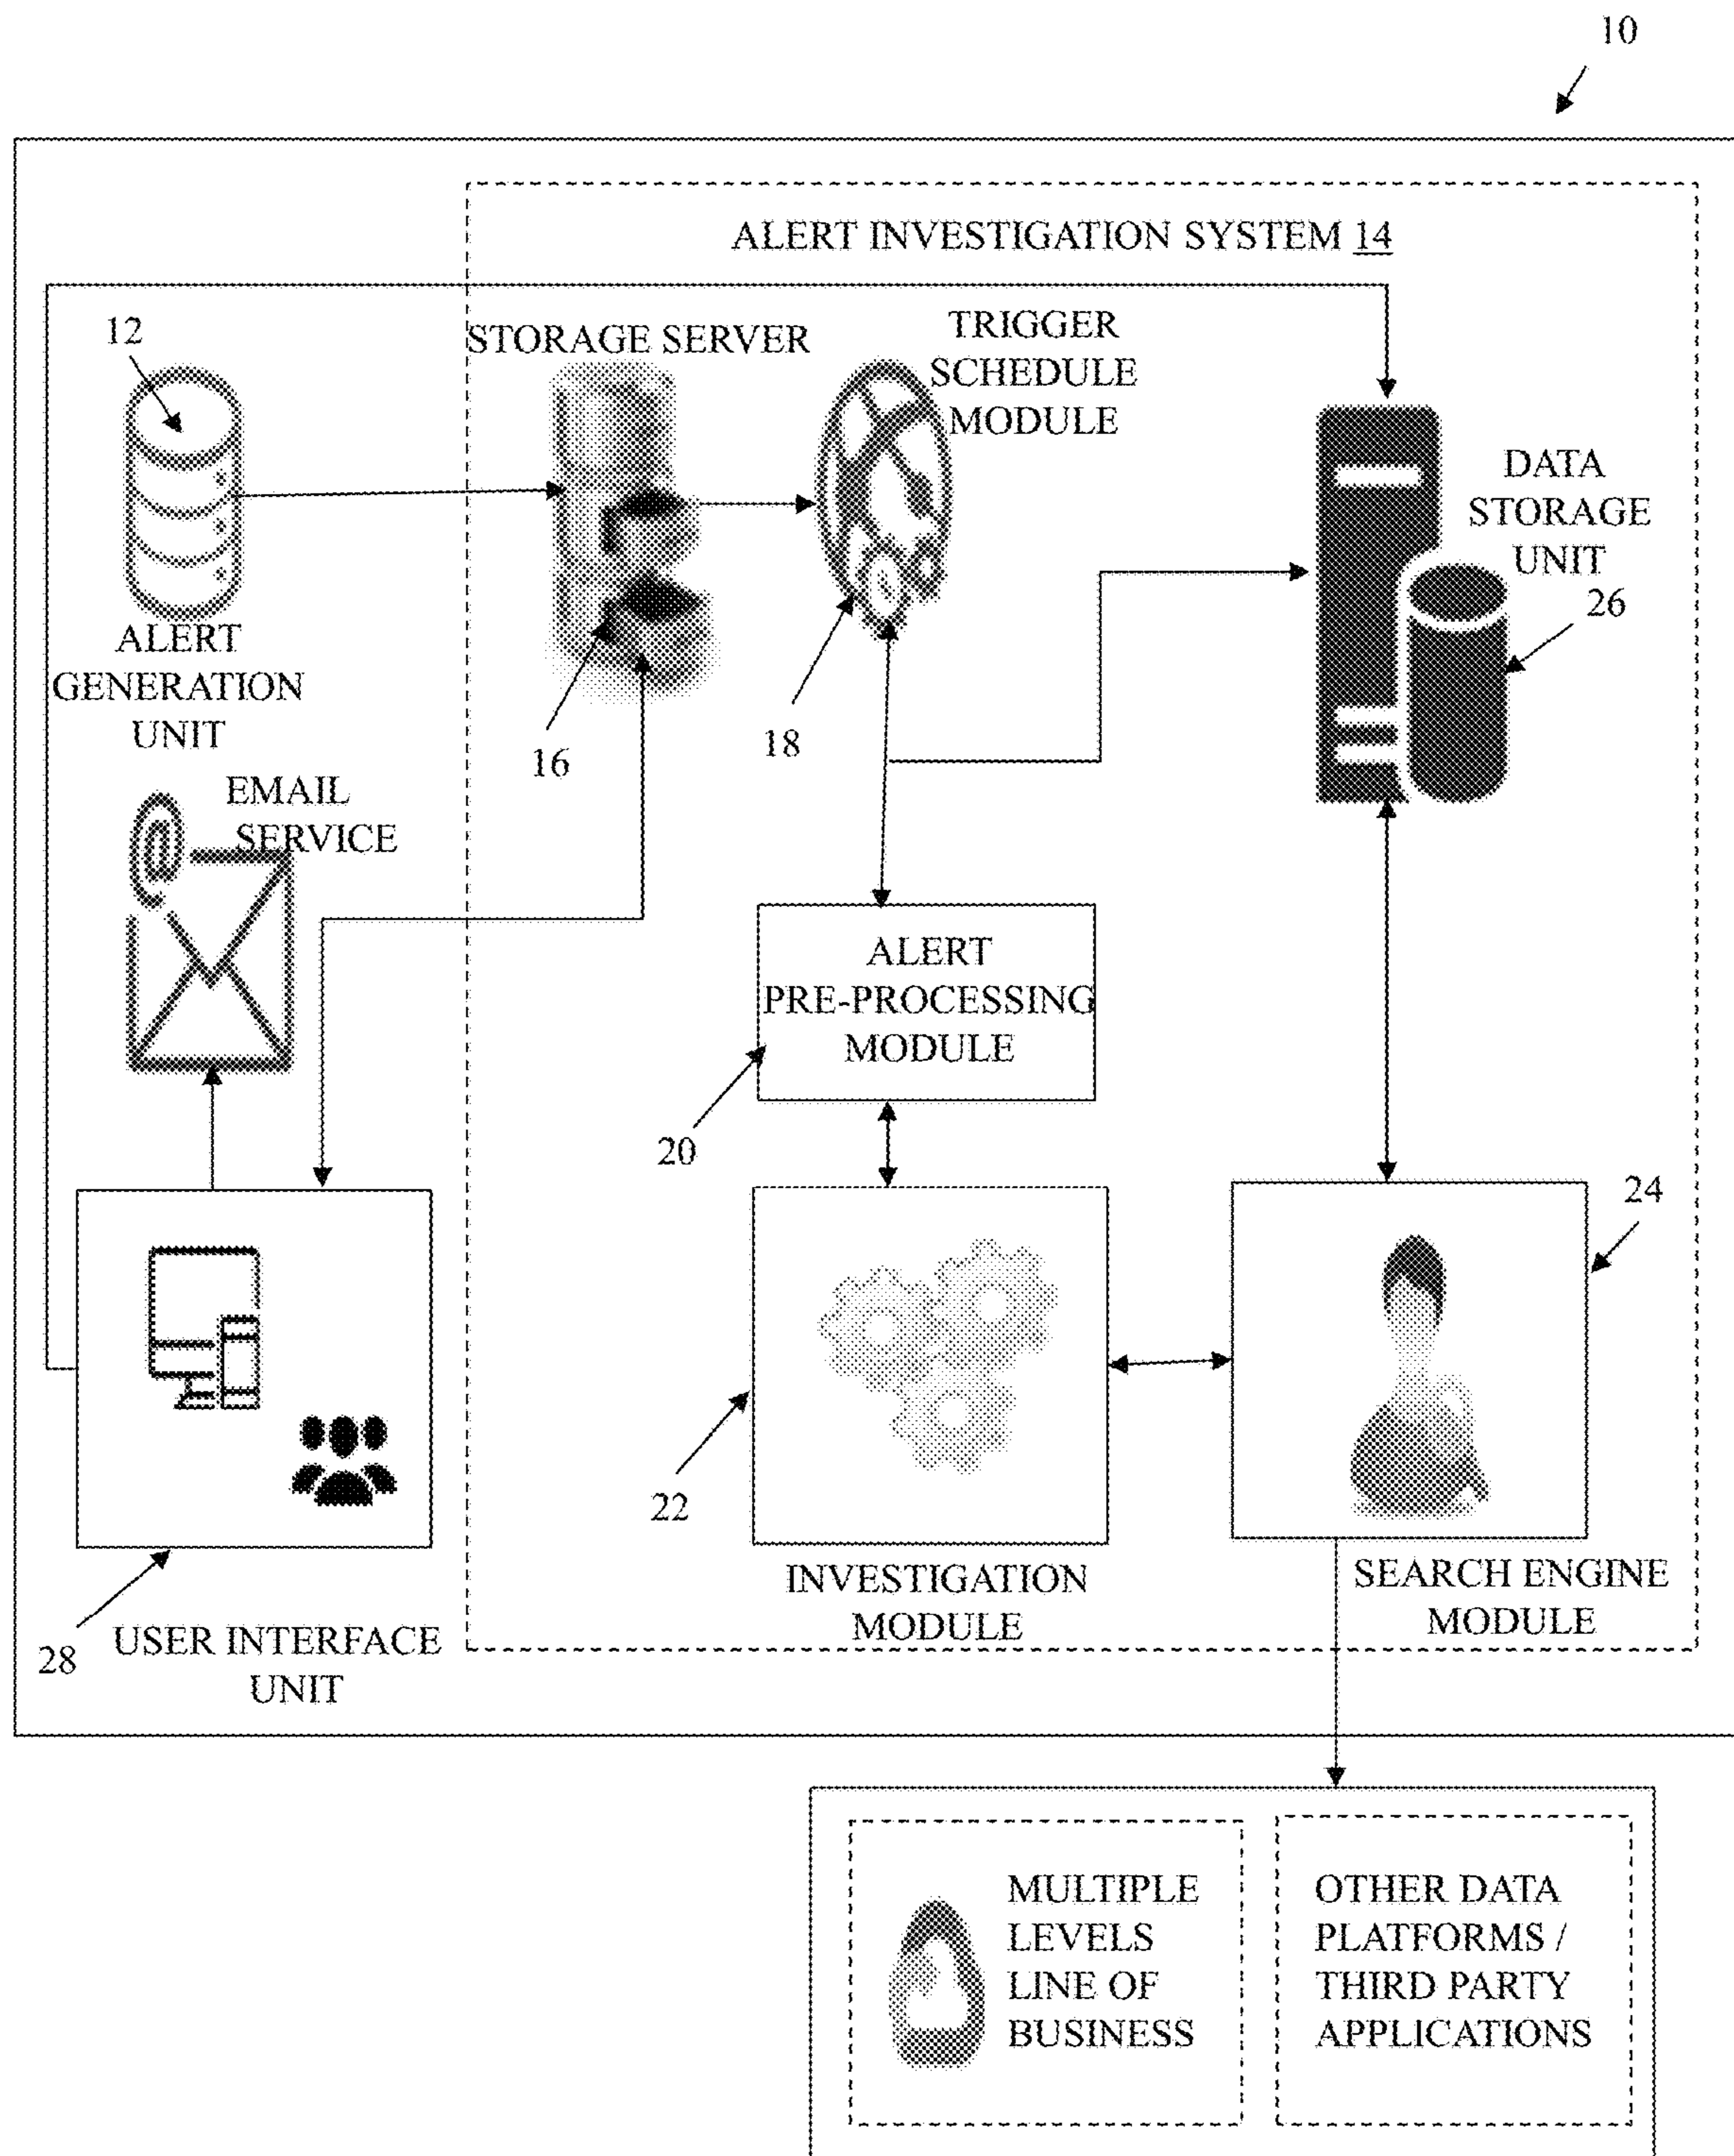 10
ALERT INVESTIGATION SYSTEM 14
12
STORAGE SERVER
TRIGGER
SCHEDULE
MODULE
DATA
STORAGE
UNIT
26
ALERT
GENERATION
UNIT
16
18
EMAIL
SERVICE
ALERT
PRE-PROCESSING
MODULE
20
24
22
INVESTIGATION
MODULE
SEARCH ENGINE
MODULE
28
USER INTERFACE
UNIT
MULTIPLE
LEVELS
LINE OF
BUSINESS
OTHER DATA
PLATFORMS /
THIRD PARTY
APPLICATIONS